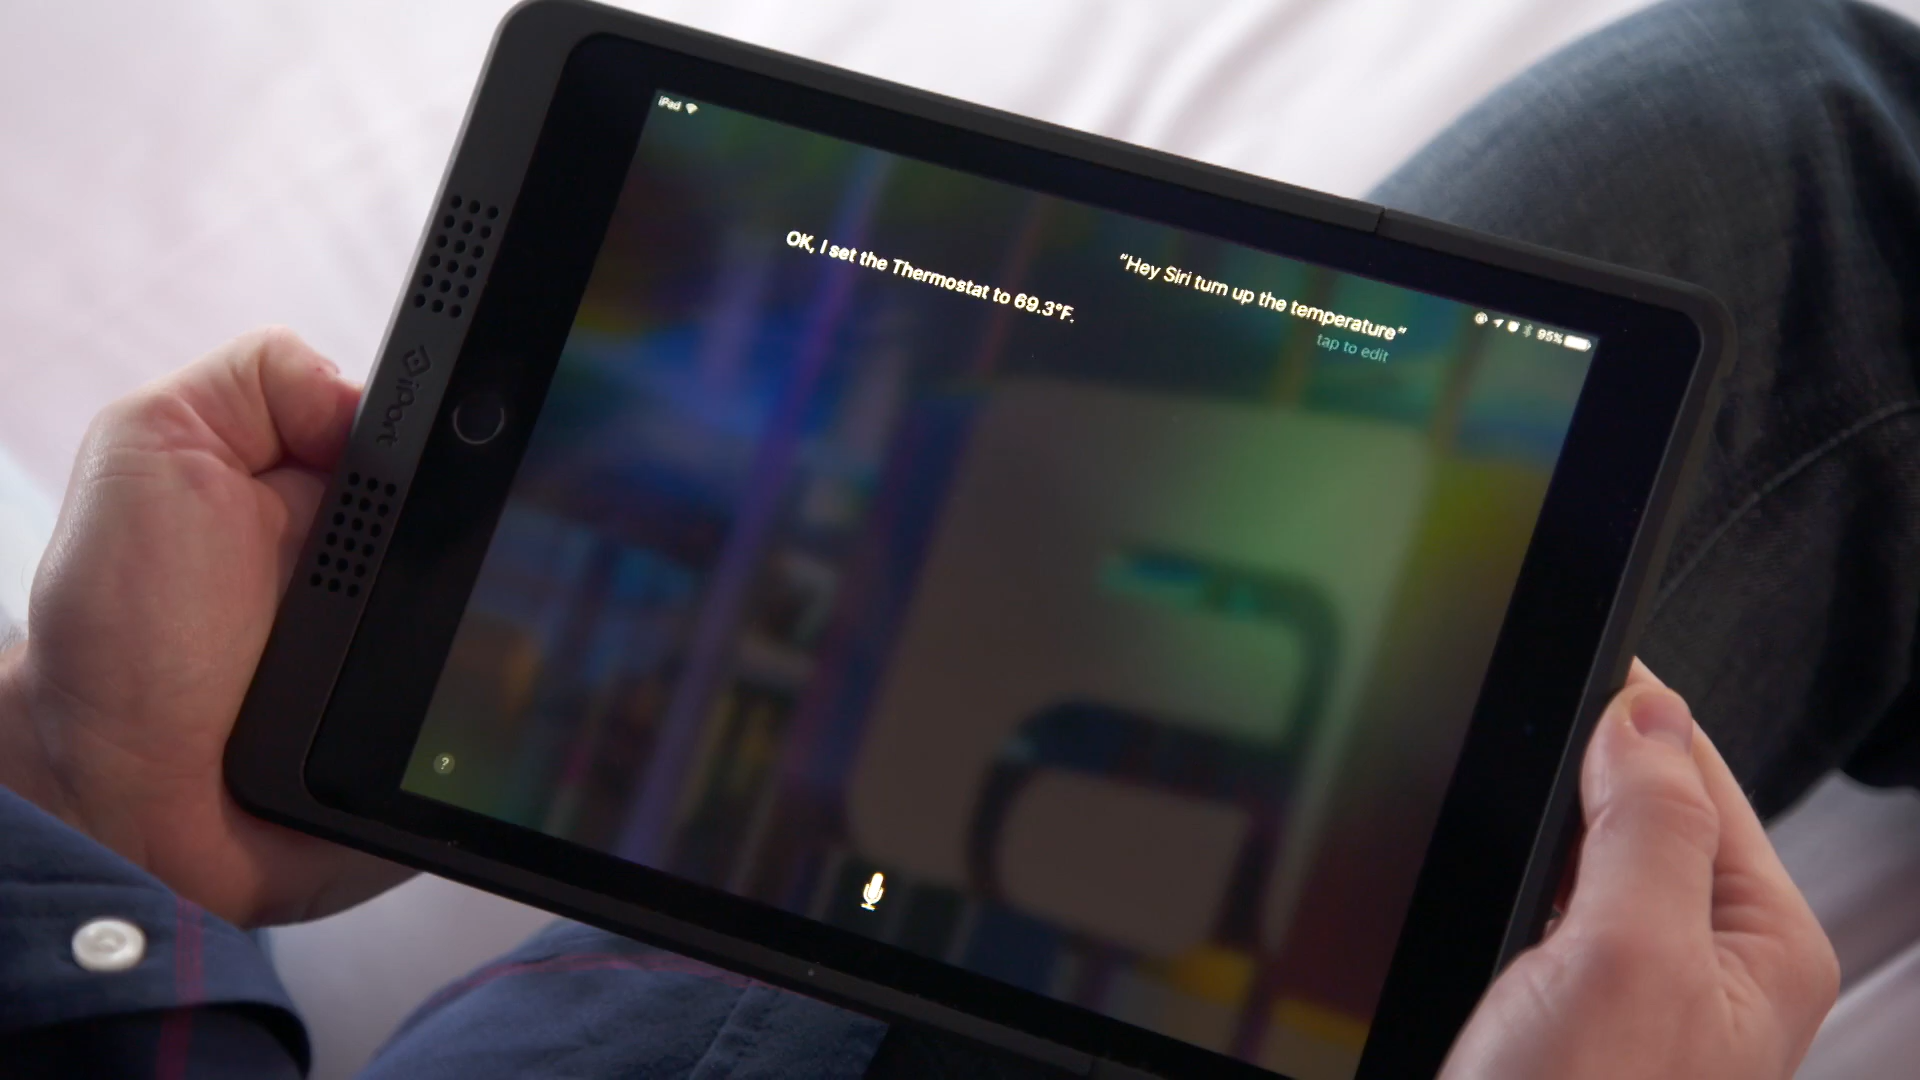 iPad
95%
"Hey Siri turn up the temperature"
tap to edit
OK, I set the Thermostat to 69.3°F.
iPort
?